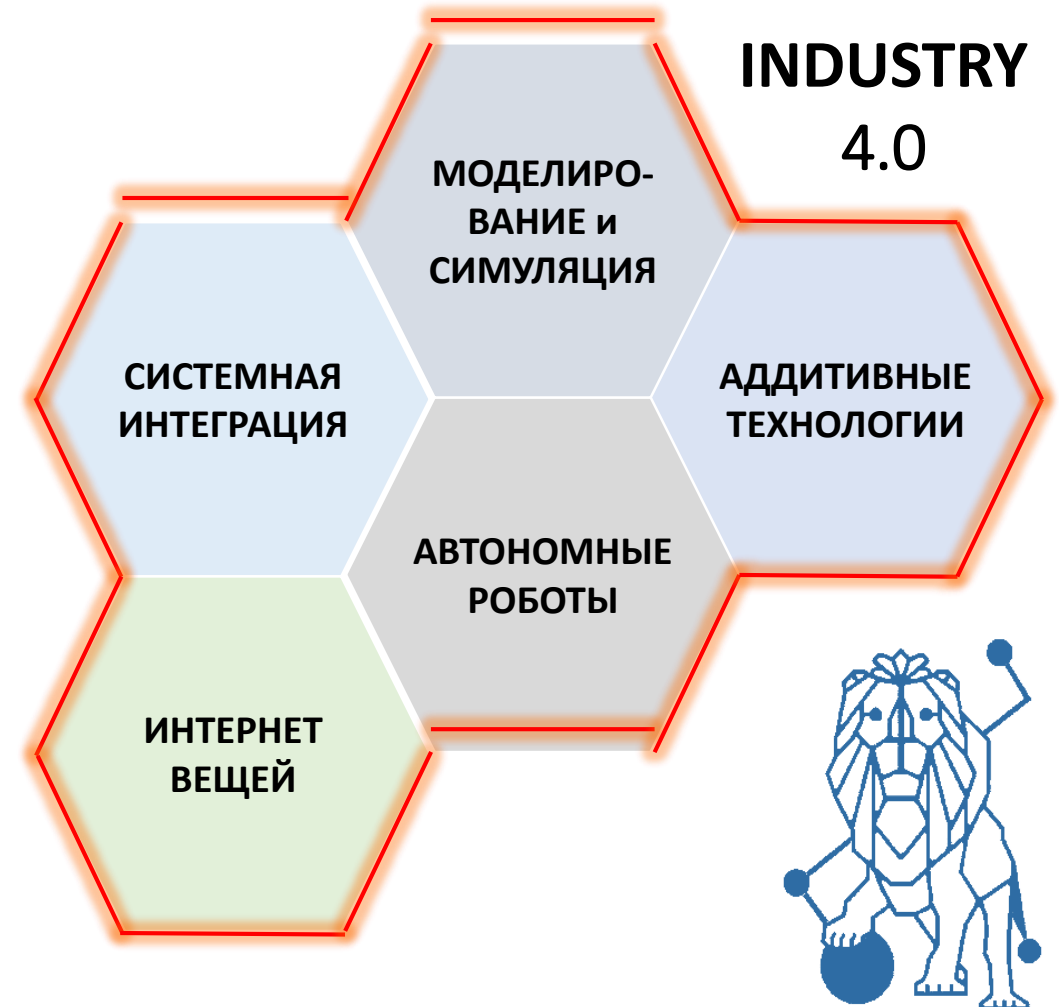 INDUSTRY
4.0
МОДЕЛИРО-
ВАНИЕ и
СИМУЛЯЦИЯ
СИСТЕМНАЯ
ИНТЕГРАЦИЯ
АДДИТИВНЫЕ
ТЕХНОЛОГИИ
АВТОНОМНЫЕ
РОБОТЫ
ИНТЕРНЕТ
ВЕЩЕЙ